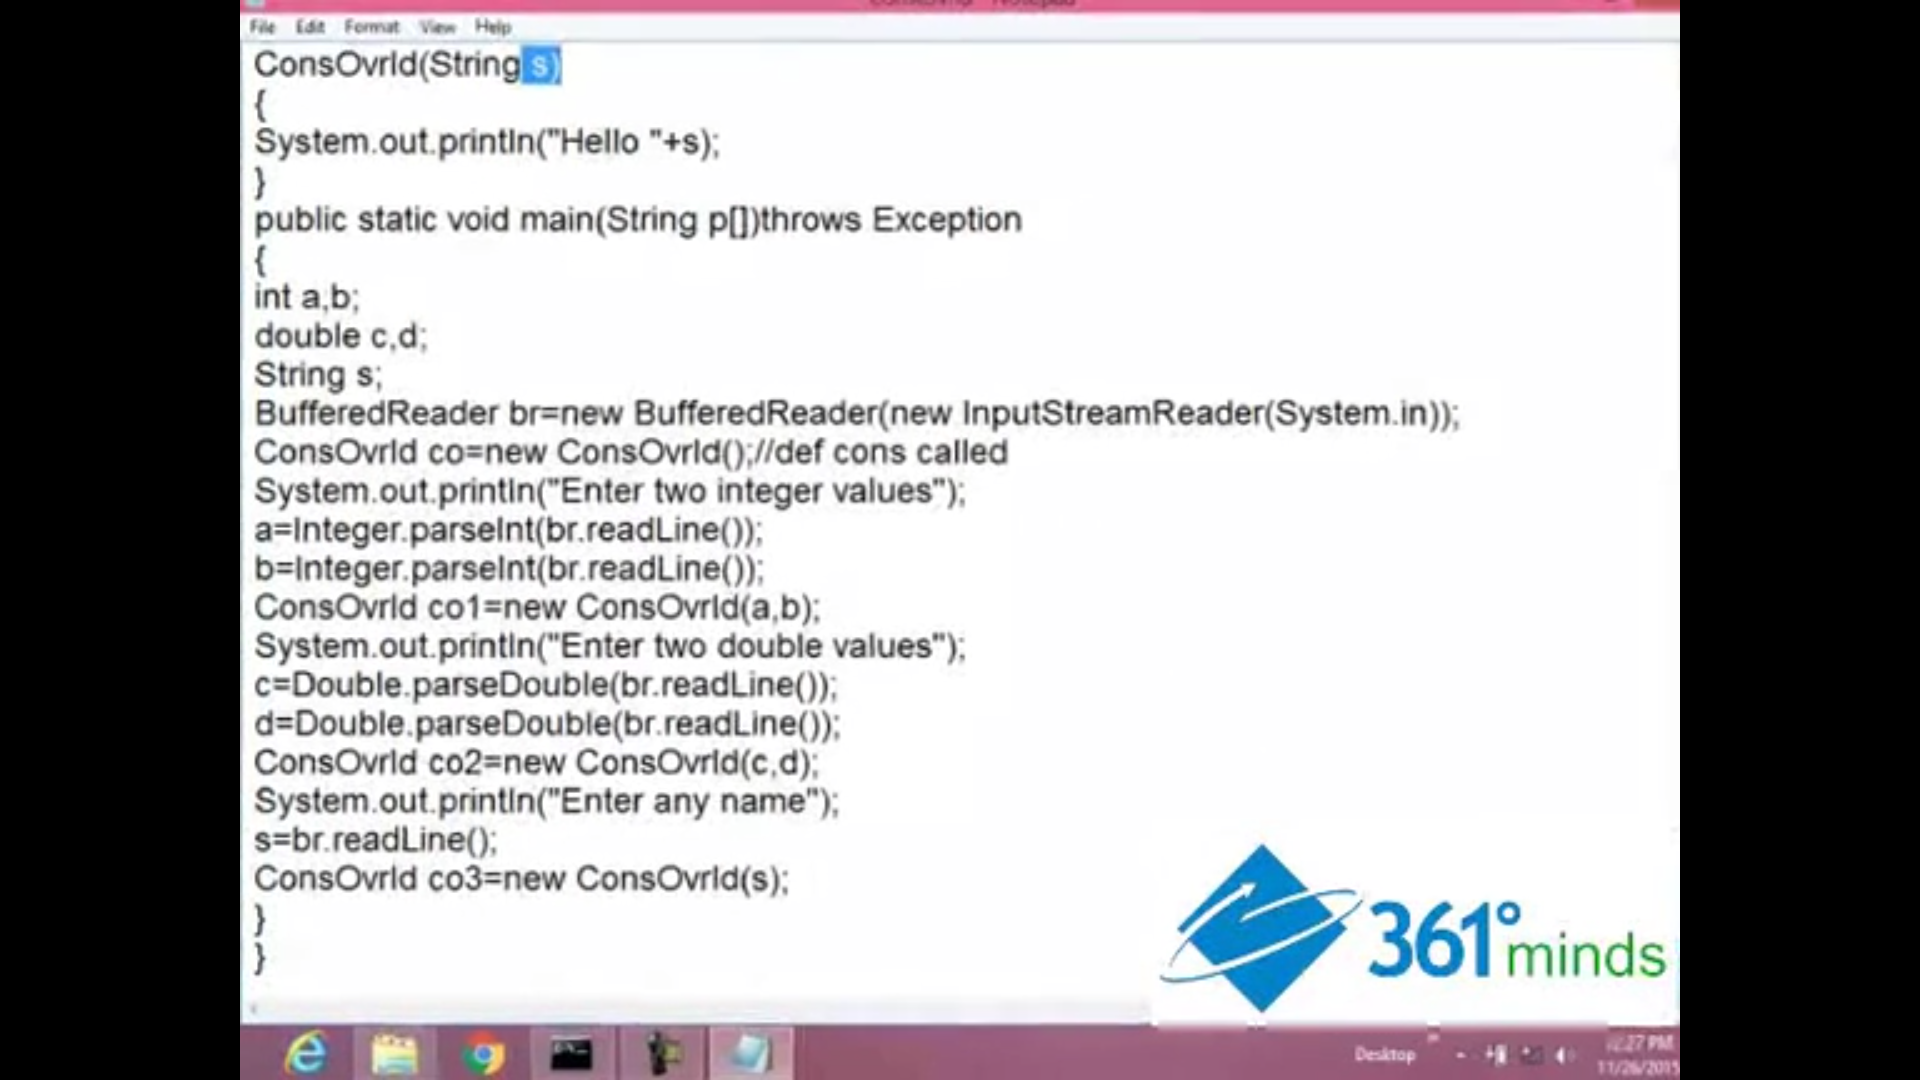 File Edit Format View Help
ConsOvrld(String s)
{
System.out.println("Hello "+s);
}
public static void main(String p[])throws Exception
{
int a,b;
double c,d;
String s;
BufferedReader br=new BufferedReader(new InputStreamReader(System.in));
ConsOvrld co=new ConsOvrld();//def cons called
System.out.println("Enter two integer values");
a=Integer.parseInt(br.readLine());
b=Integer.parseInt(br.readLine());
ConsOvrld co1=new ConsOvrld(a,b);
System.out.println("Enter two double values");
c=Double.parseDouble(br.readLine());
d=Double.parseDouble(br.readLine());
ConsOvrld co2=new ConsOvrld(c,d);
System.out.println("Enter any name");
s=br.readLine();
ConsOvrld co3=new ConsOvrld(s);
}
}
361° minds
Desktop
11/26/2015